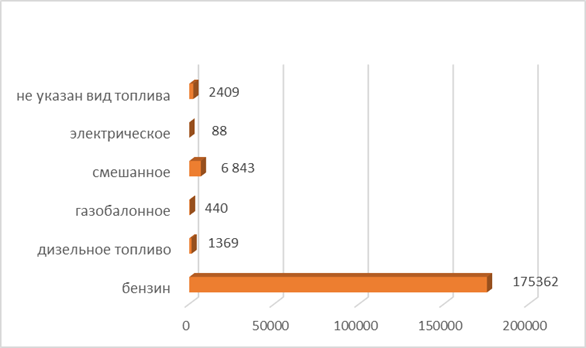 не указан вид топлива 2409
электрическое 88
смешанное 6 843
газобалонное 440
дизельное топливо 1369
бензин 175362
0 50000 100000 150000 200000